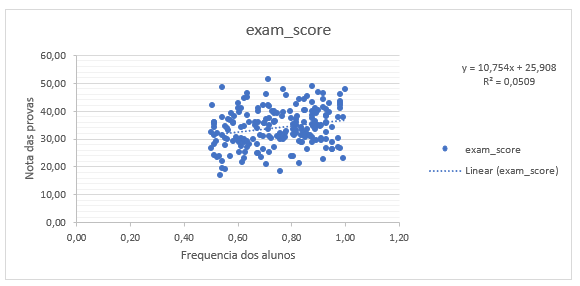 exam_score
y = 10,754x + 25,908
R² = 0,0509
60,00
50,00
40,00
30,00
20,00
10,00
0,00
Nota das provas
0,00 0,20 0,40 0,60 0,80 1,00 1,20
Frequencia dos alunos
exam_score
Linear (exam_score)